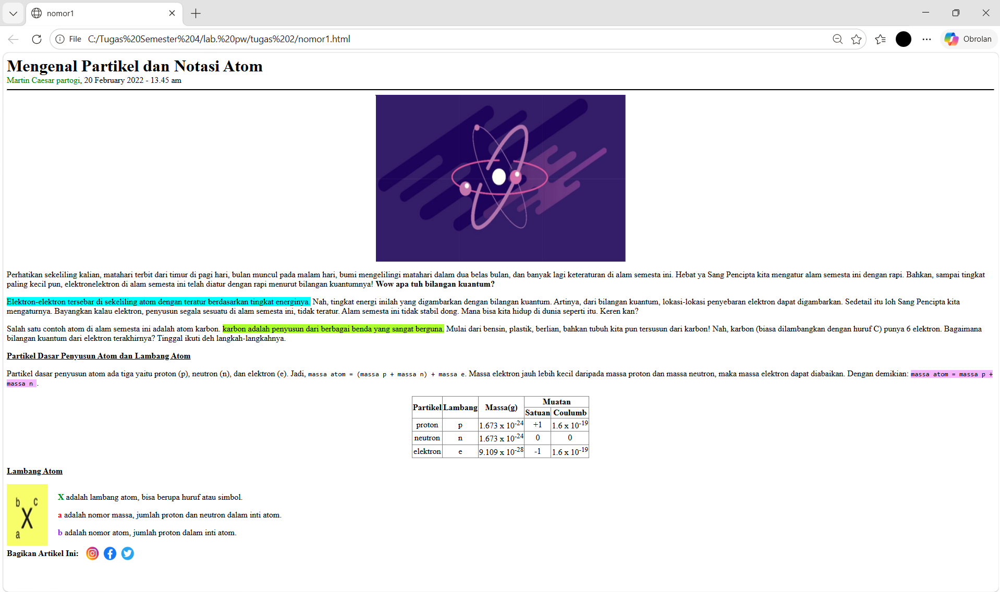 nomor1
File C:/Tugas%20Semester%204/lab.%20pw/tugas%202/nomor1.html
Obrolan
Mengenal Partikel dan Notasi Atom
Martin Caesar partogi, 20 February 2022 - 13.45 am
Perhatikan sekeliling kalian, matahari terbit dari timur di pagi hari, bulan muncul pada malam hari, bumi mengelilingi matahari dalam dua belas bulan, dan banyak lagi keteraturan di alam semesta ini. Hebat ya Sang Pencipta kita mengatur alam semesta ini dengan rapi. Bahkan, sampai tingkat
paling kecil pun, elektronelektron di alam semesta ini telah diatur dengan rapi menurut bilangan kuantumnya! Wow apa tuh bilangan kuantum?
Elektron-elektron tersebar di sekeliling atom dengan teratur berdasarkan tingkat energinya. Nah, tingkat energi inilah yang digambarkan dengan bilangan kuantum. Artinya, dari bilangan kuantum, lokasi-lokasi penyebaran elektron dapat digambarkan. Sedetail itu loh Sang Pencipta kita
mengaturnya. Bayangkan kalau elektron, penyusun segala sesuatu di alam semesta ini, tidak teratur. Alam semesta ini tidak stabil dong. Mana bisa kita hidup di dunia seperti itu. Keren kan?
Salah satu contoh atom di alam semesta ini adalah atom karbon. karbon adalah penyusun dari berbagai benda yang sangat berguna. Mulai dari bensin, plastik, berlian, bahkan tubuh kita pun tersusun dari karbon! Nah, karbon (biasa dilambangkan dengan huruf C) punya 6 elektron. Bagaimana
bilangan kuantum dari elektron terakhirnya? Tinggal ikuti deh langkah-langkahnya.
Partikel Dasar Penyusun Atom dan Lambang Atom
Partikel dasar penyusun atom ada tiga yaitu proton (p), neutron (n), dan elektron (e). Jadi, massa atom = (massa p + massa n) + massa e. Massa elektron jauh lebih kecil daripada massa proton dan massa neutron, maka massa elektron dapat diabaikan. Dengan demikian: massa atom = massa p +
massa n .
Partikel Lambang Massa(g) Muatan
Satuan Coulumb
proton p 1.673 x 10-24 +1 1.6 x 10-19
neutron n 1.673 x 10-24 0 0
elektron e 9.109 x 10-28 -1 1.6 x 10-19
Lambang Atom
b c
X
a
X adalah lambang atom, bisa berupa huruf atau simbol.
a adalah nomor massa, jumlah proton dan neutron dalam inti atom.
b adalah nomor atom, jumlah proton dalam inti atom.
Bagikan Artikel Ini: